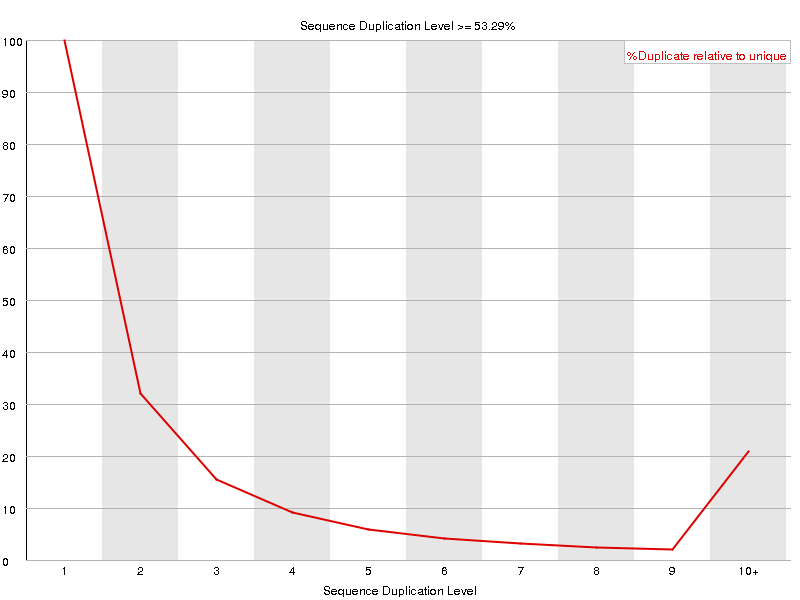 Sequence Duplication Level >= 53.29%
%Duplicate relative to unique
100
90
80
70
60
50
40
30
20
10
0
1 2 3 4 5 6 7 8 9 10+
Sequence Duplication Level